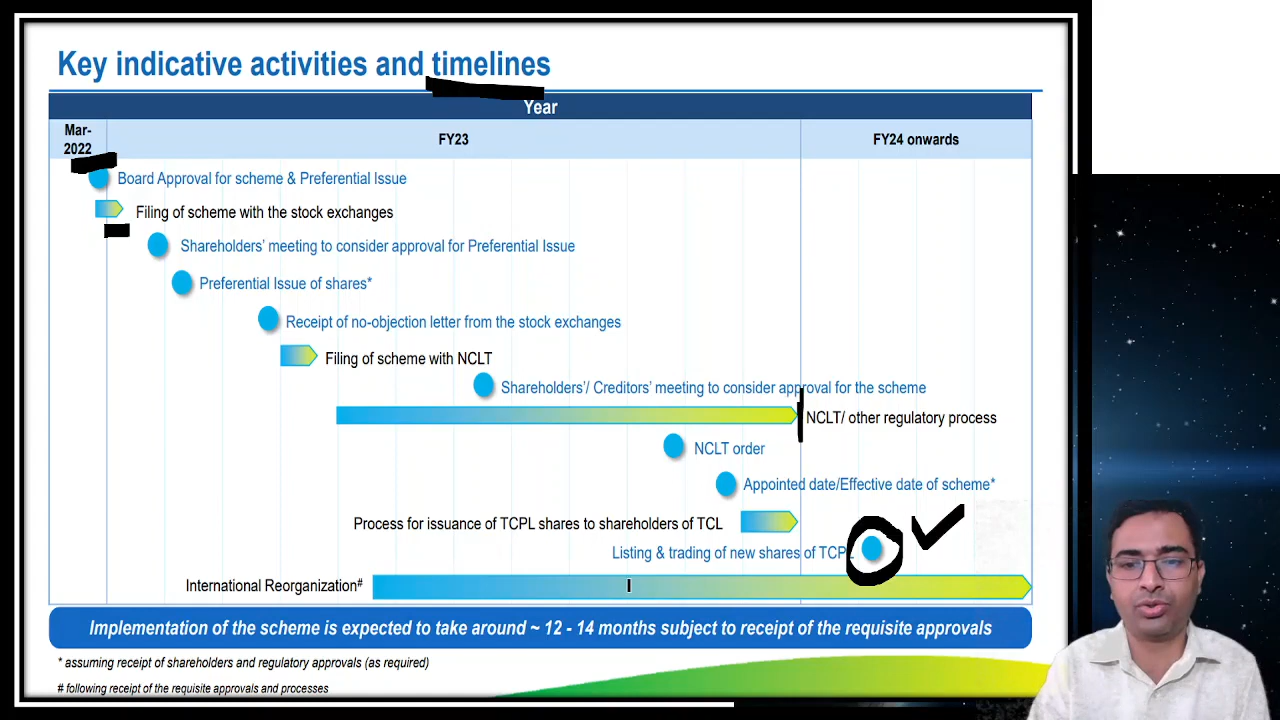 Key indicative activities and timelines
Year
Mar-
2022
FY23
FY24 onwards
Board Approval for scheme & Preferential Issue
Filing of scheme with the stock exchanges
Shareholders' meeting to consider approval for Preferential Issue
Preferential Issue of shares*
Receipt of no-objection letter from the stock exchanges
Filing of scheme with NCLT
Shareholders'/ Creditors' meeting to consider approval for the scheme
NCLT/ other regulatory process
NCLT order
Appointed date/Effective date of scheme*
Process for issuance of TCPL shares to shareholders of TCL
Listing & trading of new shares of TCPL
International Reorganization#
Implementation of the scheme is expected to take around ~ 12 - 14 months subject to receipt of the requisite approvals
* assuming receipt of shareholders and regulatory approvals (as required)
# following receipt of the requisite approvals and processes